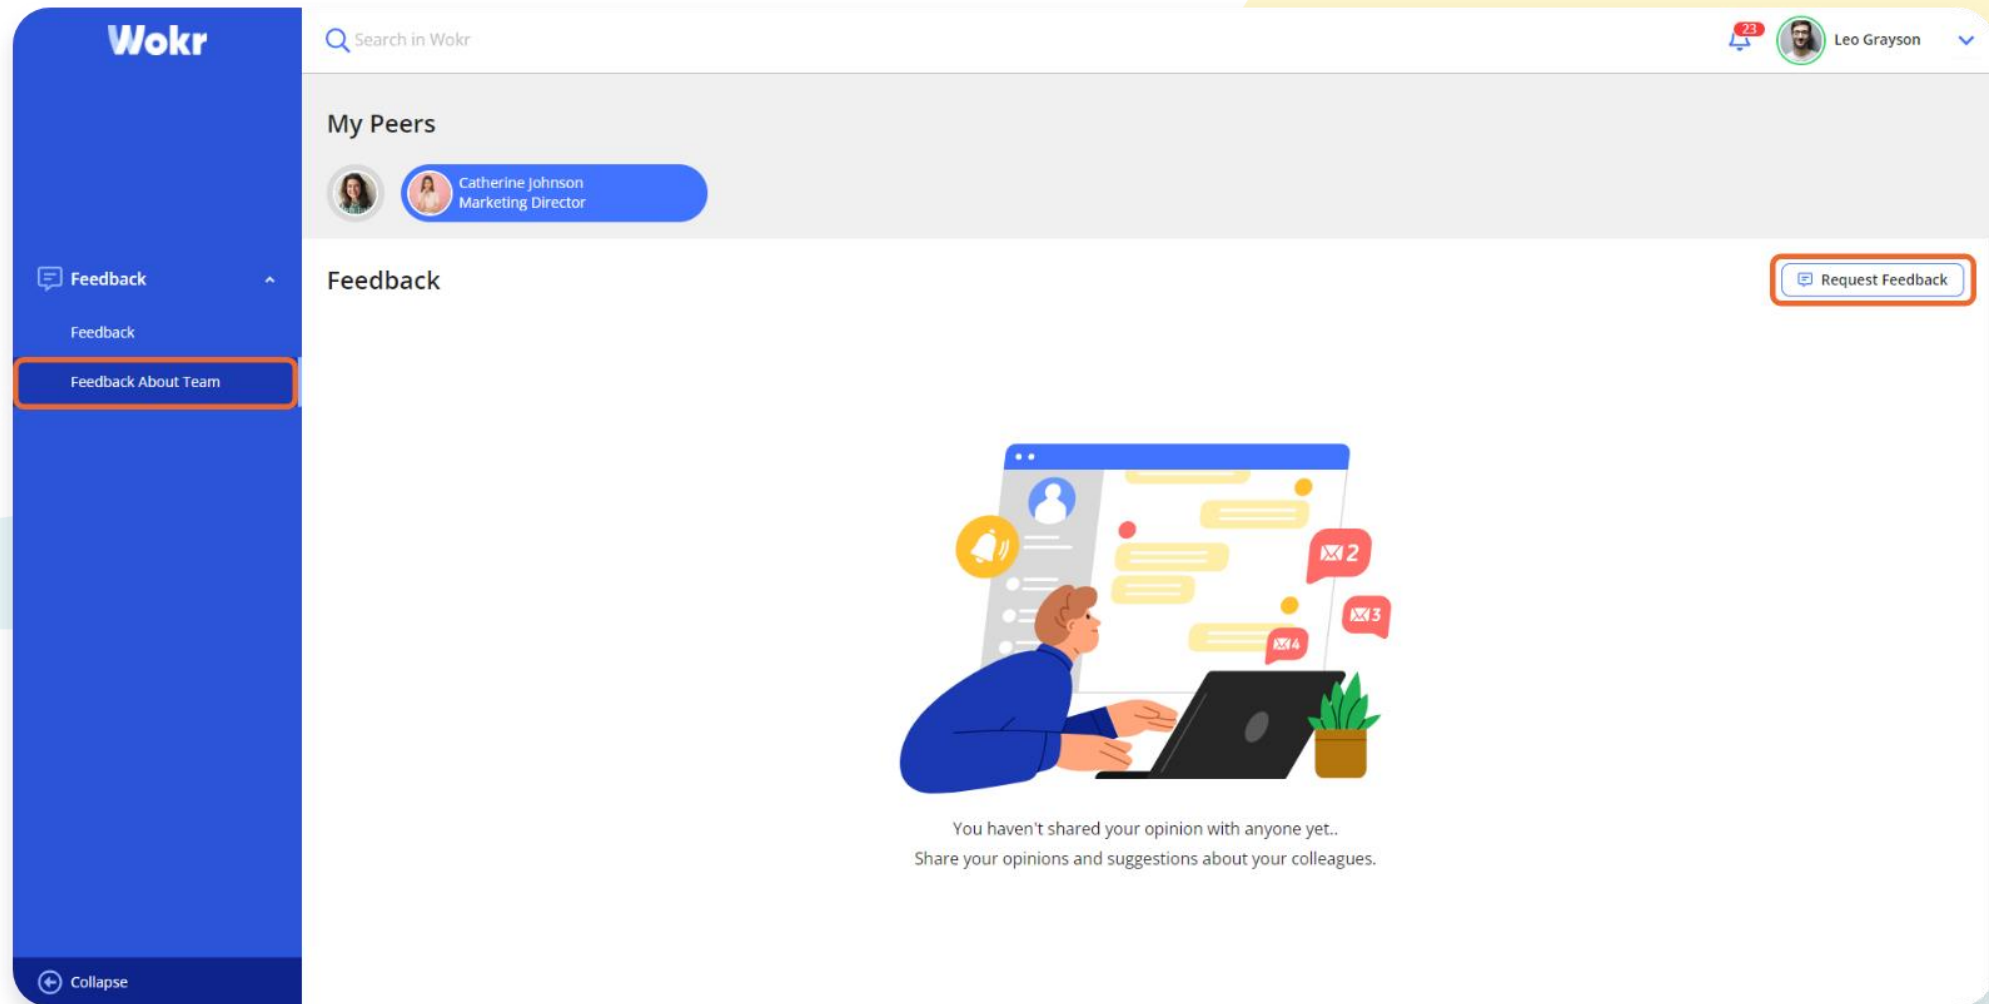 Wokr
Search in Wokr
23
Leo Grayson
My Peers
Catherine Johnson
Marketing Director
Feedback
Feedback
Feedback About Team
Feedback
Request Feedback
2
3
4
You haven't shared your opinion with anyone yet..
Share your opinions and suggestions about your colleagues.
Collapse